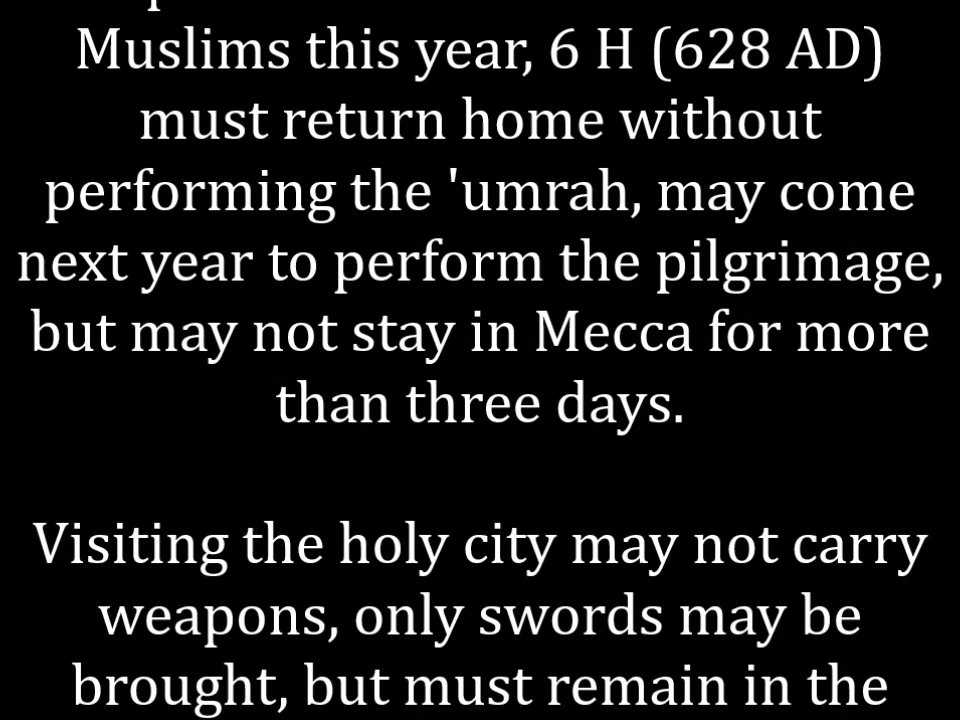 Muslims this year, 6 H (628 AD)
must return home without
performing the 'umrah, may come
next year to perform the pilgrimage,
but may not stay in Mecca for more
than three days.
Visiting the holy city may not carry
weapons, only swords may be
brought, but must remain in the